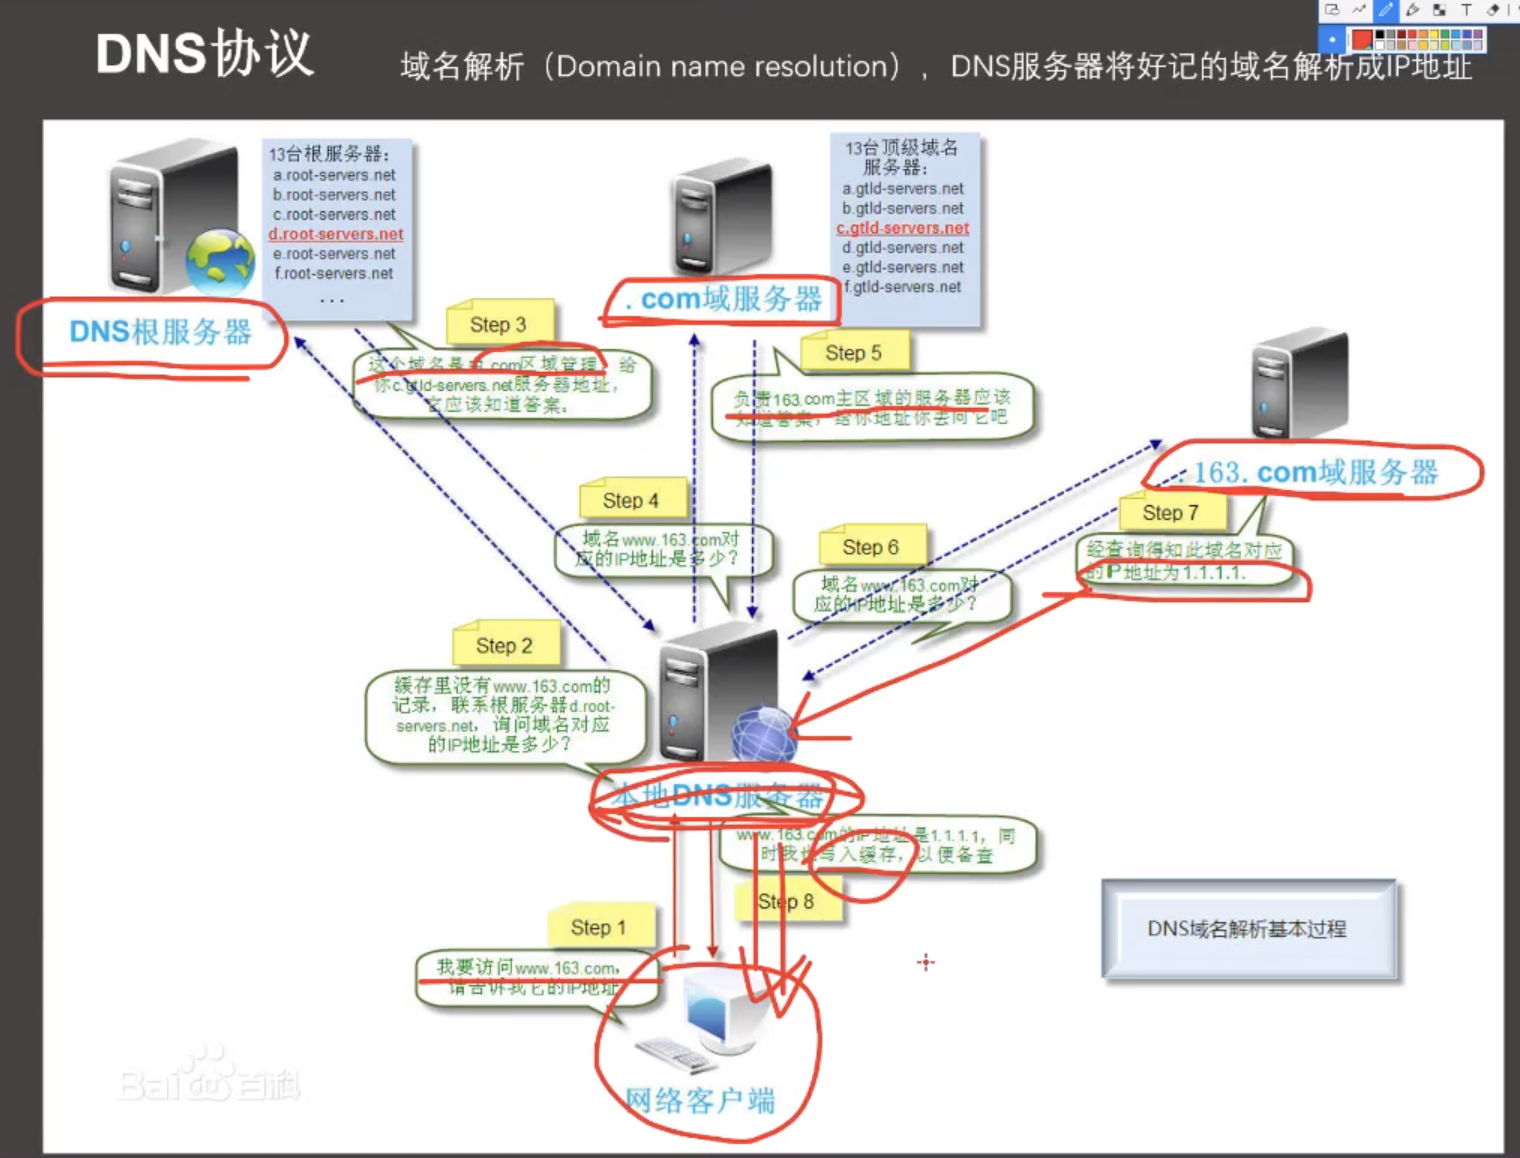 DNS协议
域名解析（Domain name resolution），DNS服务器将好记的域名解析成IP地址
13台根服务器：
a.root-servers.net
b.root-servers.net
c.root-servers.net
d.root-servers.net
e.root-servers.net
f.root-servers.net
...
DNS根服务器
13台顶级域名
服务器：
a.gtld-servers.net
b.gtld-servers.net
c.gtld-servers.net
d.gtld-servers.net
e.gtld-servers.net
f.gtld-servers.net
.com域服务器
Step 3
这个域名是由.com区域管理，给
你c.gtld-servers.net服务器地址，
它应该知道答案。
Step 5
负责163.com主区域的服务器应该
知道答案，给你地址你去问它吧
.163.com域服务器
Step 4
域名www.163.com对
应的IP地址是多少？
Step 6
域名www.163.com对
应的IP地址是多少？
Step 7
经查询得知此域名对应
的IP地址为1.1.1.1.
Step 2
缓存里没有www.163.com的
记录，联系根服务器d.root-
servers.net，询问域名对应
的IP地址是多少？
本地DNS服务器
www.163.com的IP地址是1.1.1.1，同
时我也写入缓存，以便备查
Step 8
Step 1
我要访问www.163.com，
请告诉我它的IP地址
网络客户端
DNS域名解析基本过程
Baidu百科